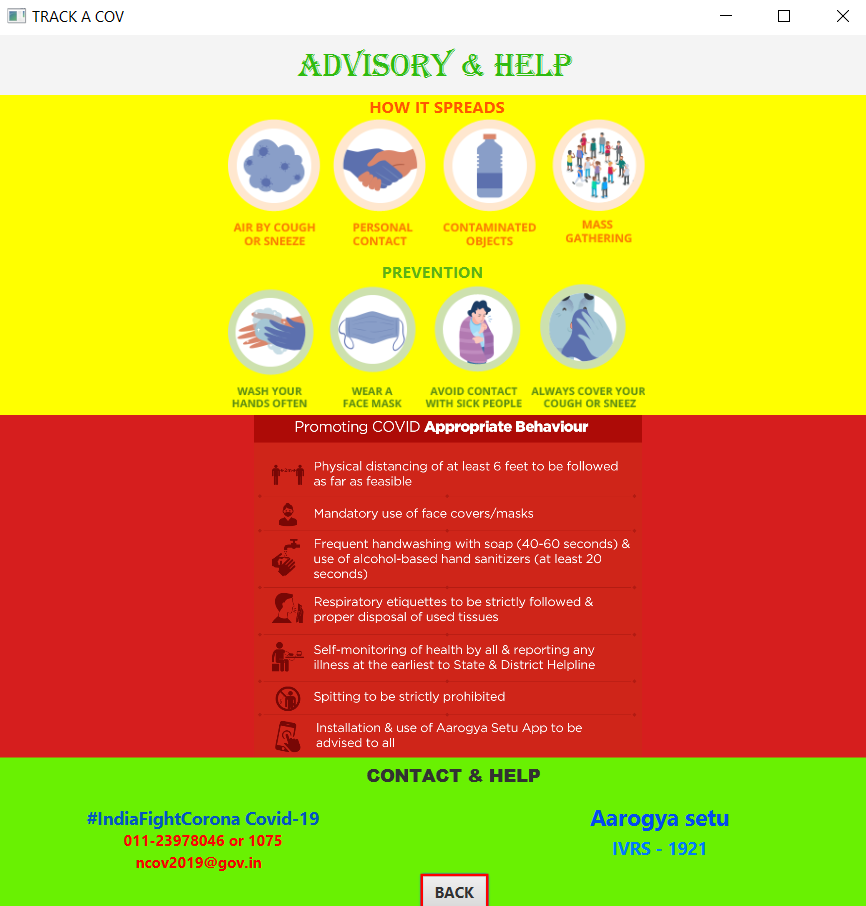 TRACK A COV
ADVISORY & HELP
HOW IT SPREADS
AIR BY COUGH
OR SNEEZE
PERSONAL
CONTACT
CONTAMINATED
OBJECTS
MASS
GATHERING
PREVENTION
WASH YOUR
HANDS OFTEN
WEAR A
FACE MASK
AVOID CONTACT
WITH SICK PEOPLE
ALWAYS COVER YOUR
COUGH OR SNEEZ
Promoting COVID Appropriate Behaviour
Physical distancing of at least 6 feet to be followed
as far as feasible
Mandatory use of face covers/masks
Frequent handwashing with soap (40-60 seconds) &
use of alcohol-based hand sanitizers (at least 20
seconds)
Respiratory etiquettes to be strictly followed &
proper disposal of used tissues
Self-monitoring of health by all & reporting any
illness at the earliest to State & District Helpline
Spitting to be strictly prohibited
Installation & use of Aarogya Setu App to be
advised to all
CONTACT & HELP
#IndiaFightCorona Covid-19
011-23978046 or 1075
ncov2019@gov.in
Aarogya setu
IVRS - 1921
BACK